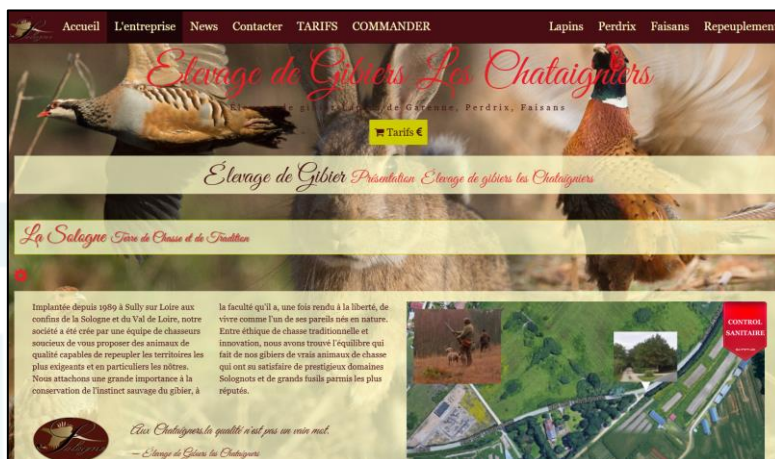 Accueil L'entreprise News Contacter TARIFS COMMANDER Lapins Perdrix Faisans Repeuplement
Elevage de Gibiers Les Chataigniers
Tarifs €
Élevage de Gibier Présentation Elevage de gibiers les Chataigniers
La Sologne Terre de Chasse et de Tradition
Implantée depuis 1989 à Sully sur Loire aux
confins de la Sologne et du Val de Loire, notre
société a été crée par une équipe de chasseurs
soucieux de vous proposer des animaux de
qualité capables de repeupler les territoires les
plus exigeants et en particuliers les nôtres.
Nous attachons une grande importance à la
conservation de l'instinct sauvage du gibier, à
la faculté qu'il a, une fois rendu à la liberté, de
vivre comme l'un de ses pareils nés en nature.
Entre éthique de chasse traditionnelle et
innovation, nous avons trouvé l'équilibre qui
fait de nos gibiers de vrais animaux de chasse
qui ont su satisfaire de prestigieux domaines
Solognots et de grands fusils parmis les plus
réputés.
CONTROL
SANITAIRE
Aux Chataigners,la qualité n'est pas un vain mot.
— Elevage de Gibiers les Chataigners